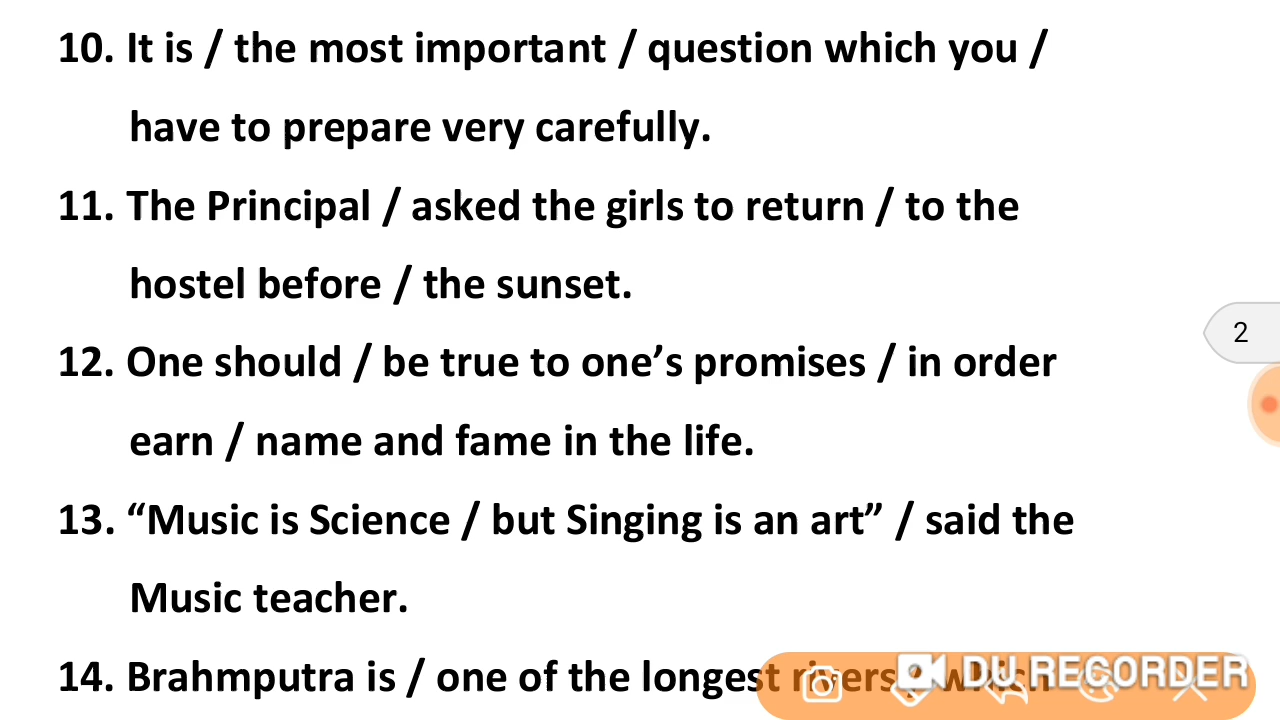 10. It is / the most important / question which you /
have to prepare very carefully.
11. The Principal / asked the girls to return / to the
hostel before / the sunset.
12. One should / be true to one’s promises / in order
earn / name and fame in the life.
13. “Music is Science / but Singing is an art” / said the
Music teacher.
14. Brahmputra is / one of the longest rivers / which
2
DU RECORDER